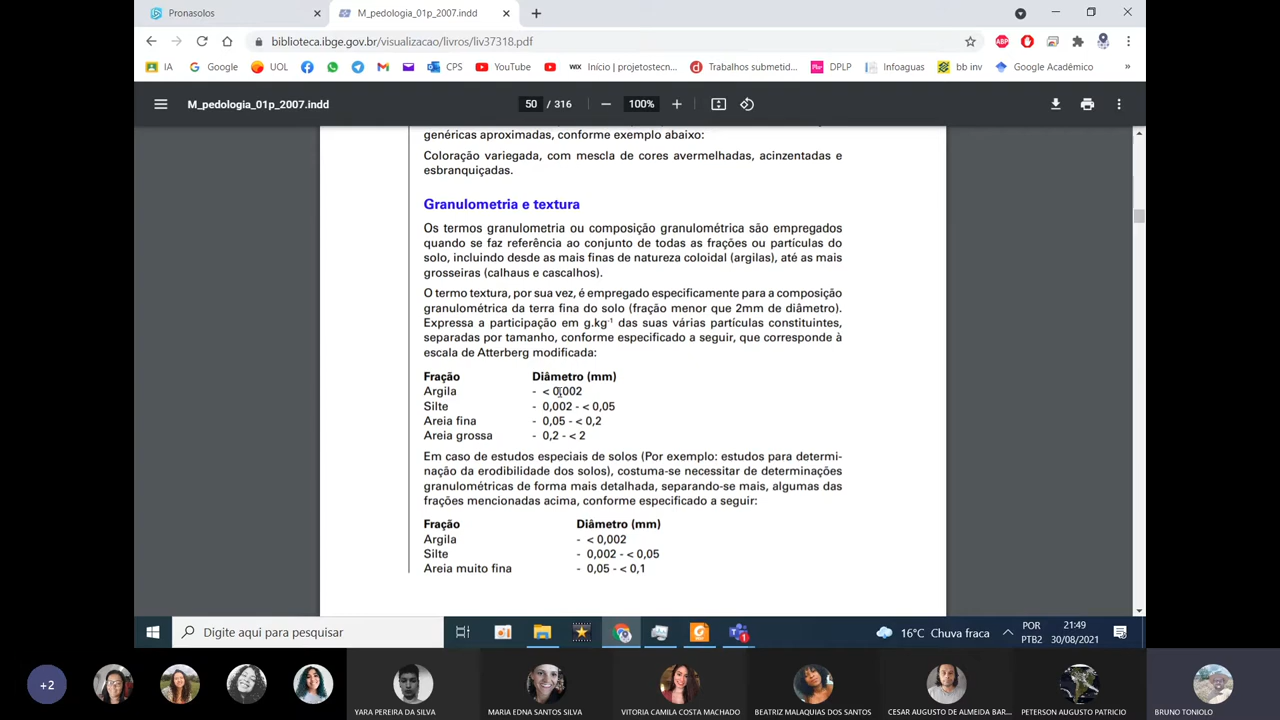 Pronasolos
M_pedologia_01p_2007.indd
biblioteca.ibge.gov.br/visualizacao/livros/liv37318.pdf
ABP
IA
Google
UOL
CPS
YouTube
WIX Início | projetostecn...
Trabalhos submetid...
DPLP
Infoaguas
bb inv
Google Acadêmico
»
M_pedologia_01p_2007.indd
50 / 316
100%
genéricas aproximadas, conforme exemplo abaixo:
Coloração variegada, com mescla de cores avermelhadas, acinzentadas e
esbranquiçadas.
Granulometria e textura
Os termos granulometria ou composição granulométrica são empregados
quando se faz referência ao conjunto de todas as frações ou partículas do
solo, incluindo desde as mais finas de natureza coloidal (argilas), até as mais
grosseiras (calhaus e cascalhos).
O termo textura, por sua vez, é empregado especificamente para a composição
granulométrica da terra fina do solo (fração menor que 2mm de diâmetro).
Expressa a participação em g.kg⁻¹ das suas várias partículas constituintes,
separadas por tamanho, conforme especificado a seguir, que corresponde à
escala de Atterberg modificada:
Fração Diâmetro (mm)
Argila - < 0,002
Silte - 0,002 - < 0,05
Areia fina - 0,05 - < 0,2
Areia grossa - 0,2 - < 2
Em caso de estudos especiais de solos (Por exemplo: estudos para determi-
nação da erodibilidade dos solos), costuma-se necessitar de determinações
granulométricas de forma mais detalhada, separando-se mais, algumas das
frações mencionadas acima, conforme especificado a seguir:
Fração Diâmetro (mm)
Argila - < 0,002
Silte - 0,002 - < 0,05
Areia muito fina - 0,05 - < 0,1
Digite aqui para pesquisar
1
16°C Chuva fraca
POR
PTB2
21:49
30/08/2021
+2
YARA PEREIRA DA SILVA
MARIA EDNA SANTOS SILVA
VITORIA CAMILA COSTA MACHADO
BEATRIZ MALAQUIAS DOS SANTOS
CESAR AUGUSTO DE ALMEIDA BAR...
PETERSON AUGUSTO PATRICIO
BRUNO TONIOLO